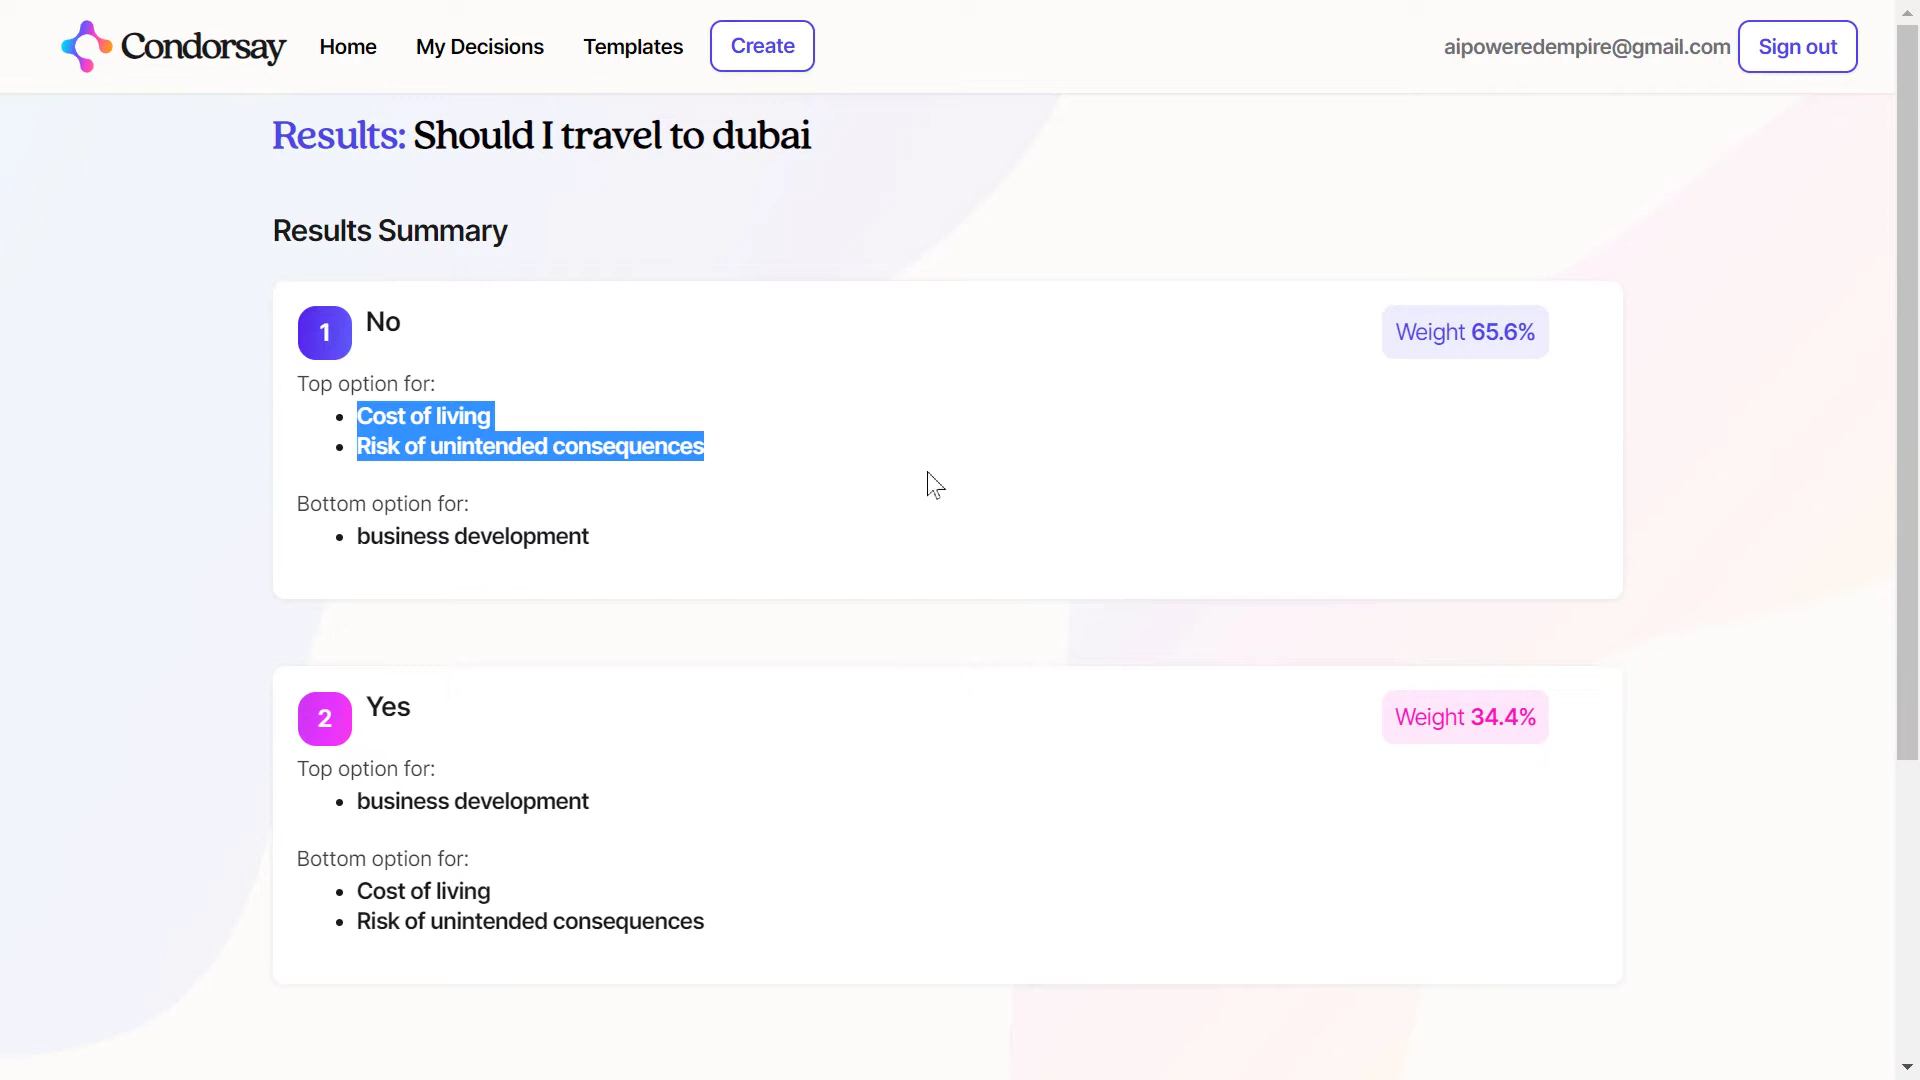 Condorsay Home My Decisions Templates Create aipoweredempire@gmail.com Sign out
Results: Should I travel to dubai
Results Summary
1 No Weight 65.6%
Top option for:
• Cost of living
• Risk of unintended consequences
Bottom option for:
• business development
2 Yes Weight 34.4%
Top option for:
• business development
Bottom option for:
• Cost of living
• Risk of unintended consequences